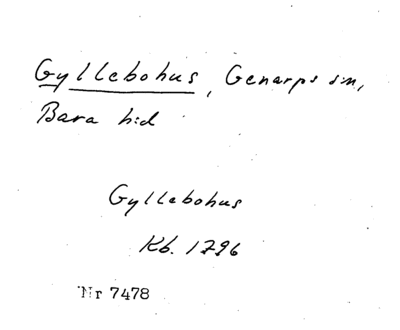 Gyllebohus, Genarps sn,
Bara hd
Gyllebohus
Kb. 1796
Nr 7478